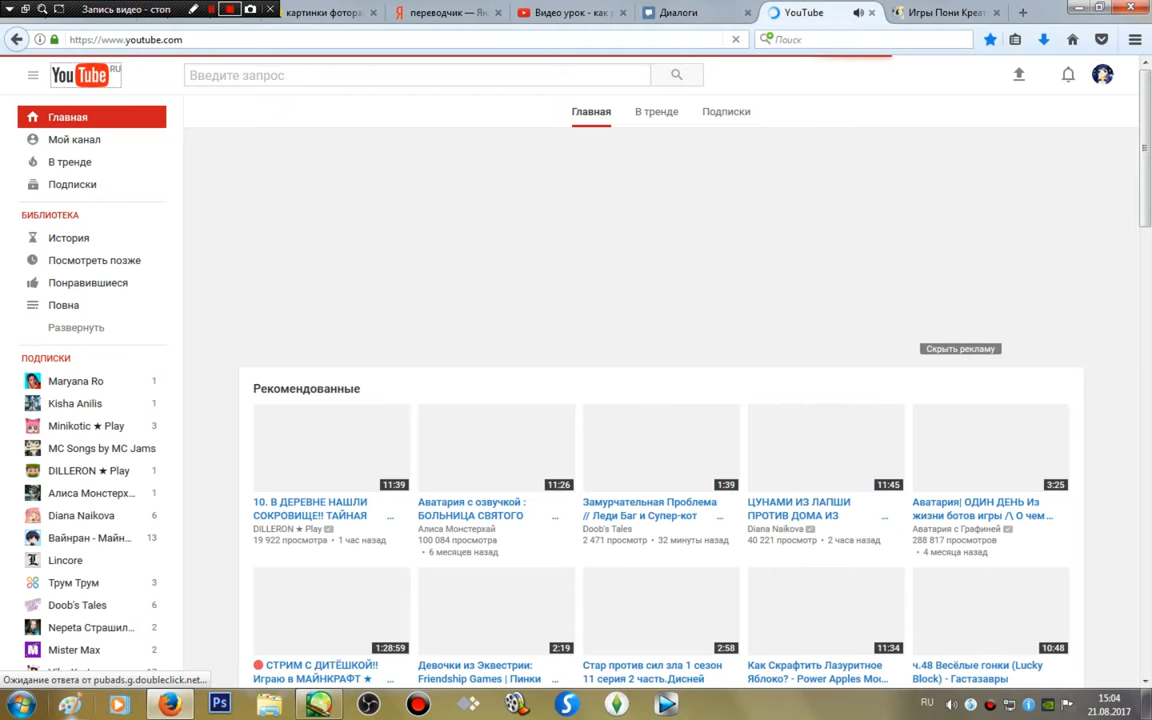 Запись видео - стоп
картинки фотора
переводчик — Ян
Видео урок - как
Диалоги
YouTube
Игры Пони Креат
https://www.youtube.com
Поиск
YouTube RU
Введите запрос
Главная
В тренде
Подписки
Главная
Мой канал
В тренде
Подписки
БИБЛИОТЕКА
История
Посмотреть позже
Понравившиеся
Повна
Развернуть
ПОДПИСКИ
Maryana Ro 1
Kisha Anilis 1
Minikotic ★ Play 3
MC Songs by MC Jams
DILLERON ★ Play 1
Алиса Монстерх... 1
Diana Naikova 6
Вайнран - Майн... 13
Lincore
Трум Трум 3
Doob's Tales 6
Nepeta Страшил... 2
Mister Max 2
Скрыть рекламу
Рекомендованные
11:39
10. В ДЕРЕВНЕ НАШЛИ
СОКРОВИЩЕ!! ТАЙНАЯ ...
DILLERON ★ Play
19 922 просмотра • 1 час назад
11:26
Аватария с озвучкой :
БОЛЬНИЦА СВЯТОГО ...
Алиса Монстерхай
100 084 просмотра
• 6 месяцев назад
1:39
Замурчательная Проблема
// Леди Баг и Супер-кот ...
Doob's Tales
2 471 просмотр • 32 минуты назад
11:45
ЦУНАМИ ИЗ ЛАПШИ
ПРОТИВ ДОМА ИЗ ...
Diana Naikova
40 221 просмотр • 2 часа назад
3:25
Аватария| ОДИН ДЕНЬ Из
жизни ботов игры /\ О чем...
Аватария с Графиней
288 817 просмотров
• 4 месяца назад
1:28:59
СТРИМ С ДИТЁШКОЙ!!
Играю в МАЙНКРАФТ ★ ...
2:19
Девочки из Эквестрии:
Friendship Games | Пинки ...
2:58
Стар против сил зла 1 сезон
11 серия 2 часть.Дисней
11:34
Как Скрафтить Лазуритное
Яблоко? - Power Apples Mo...
10:48
ч.48 Весёлые гонки (Lucky
Block) - Гастазавры
Ожидание ответа от pubads.g.doubleclick.net...
Ps
RU
15:04
21.08.2017